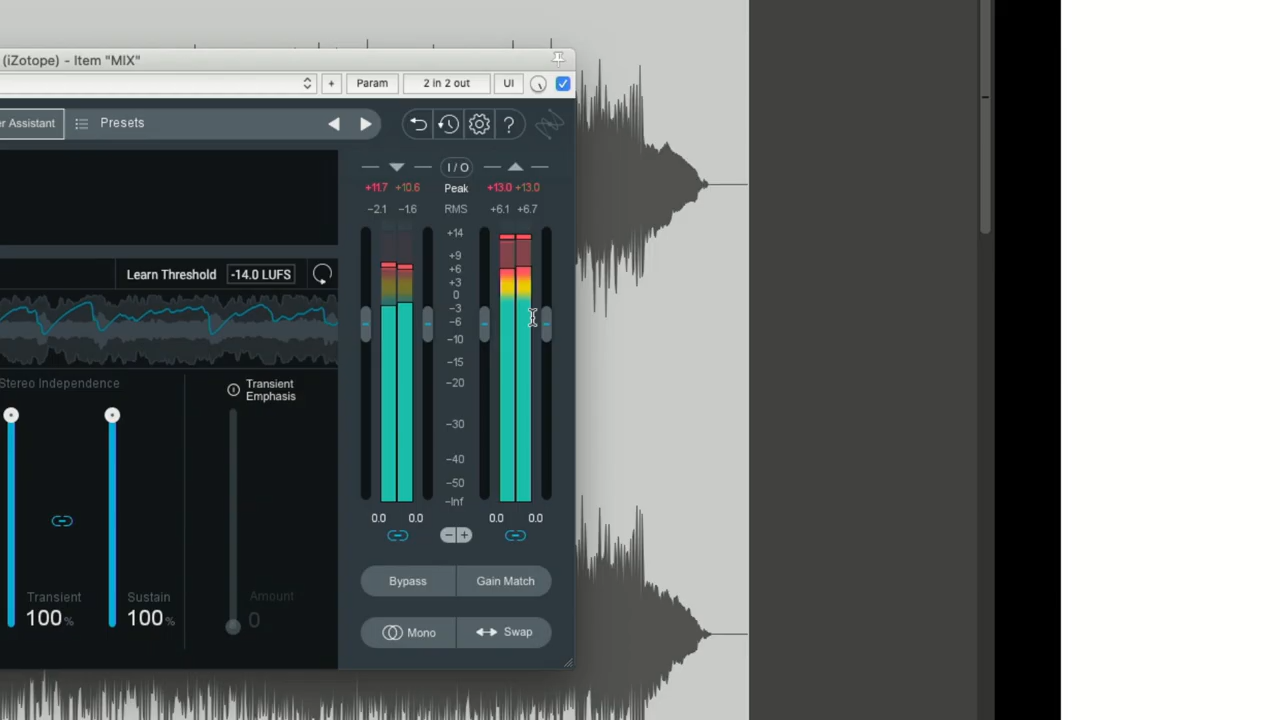 (iZotope) - Item "MIX"
+ Param 2 in 2 out UI
er Assistant Presets ?
I / O
+11.7 +10.6 Peak +13.0 +13.0
−2.1 −1.6 RMS +6.1 +6.7
+14
+9
+6
+3
0
−3
−6
−10
−15
−20
−30
−40
−50
−Inf
Learn Threshold -14.0 LUFS
Stereo Independence
Transient
Emphasis
0.0 0.0 0.0 0.0
− +
Bypass Gain Match
Transient Sustain Amount
100% 100% 0
Mono Swap